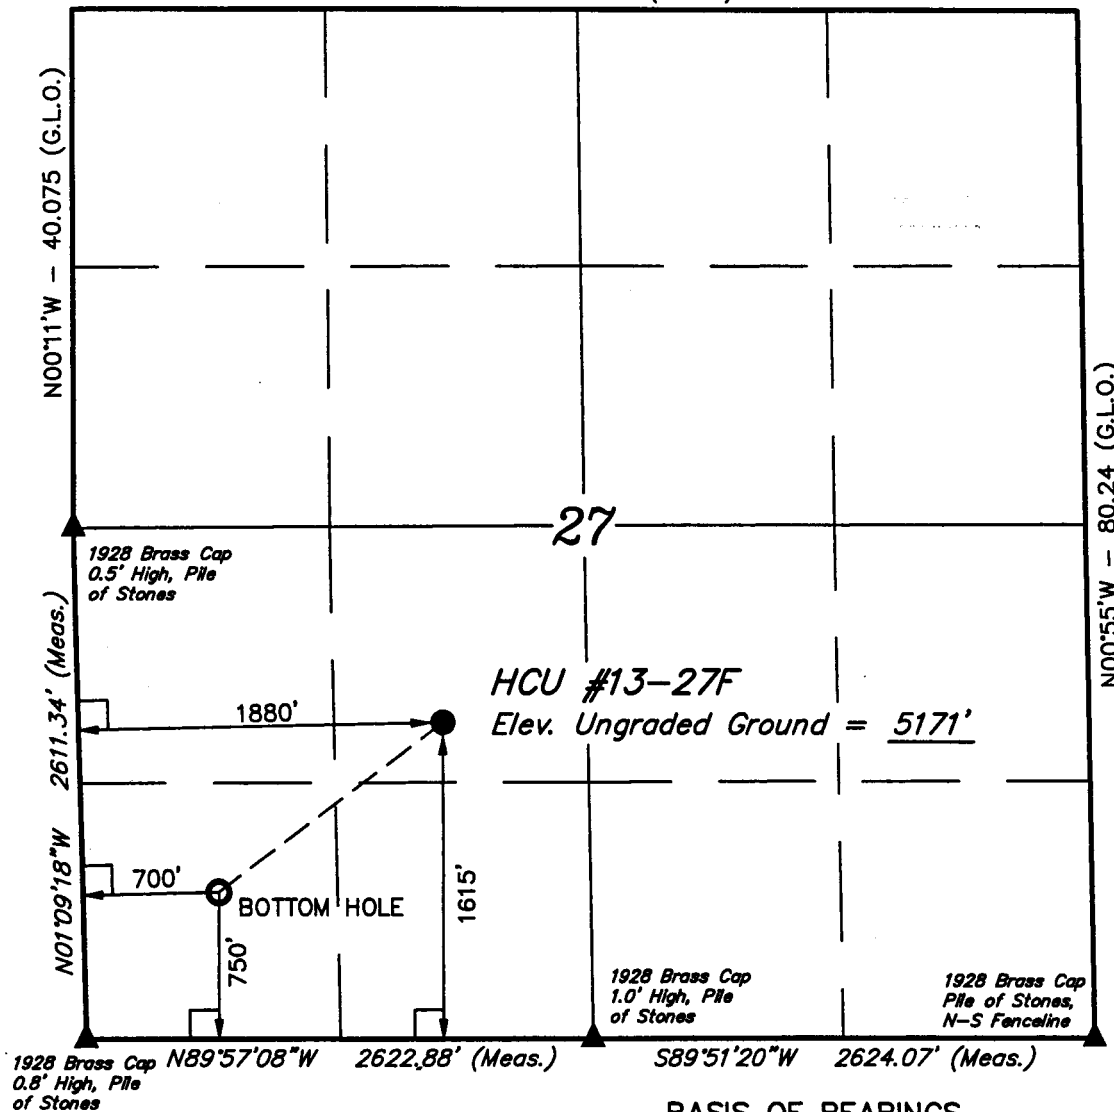 N00°11'W – 40.075 (G.L.O.)
N00°55'W – 80.24 (G.L.O.)
27
1928 Brass Cap
0.5' High, Pile
of Stones
N01°09'18"W 2611.34' (Meas.)
HCU #13–27F
Elev. Ungraded Ground = 5171'
1880'
1615'
700'
BOTTOM HOLE
750'
1928 Brass Cap
1.0' High, Pile
of Stones
1928 Brass Cap
Pile of Stones,
N–S Fenceline
1928 Brass Cap
0.8' High, Pile
of Stones
N89°57'08"W 2622.88' (Meas.)
S89°51'20"W 2624.07' (Meas.)
BASIS OF BEARINGS